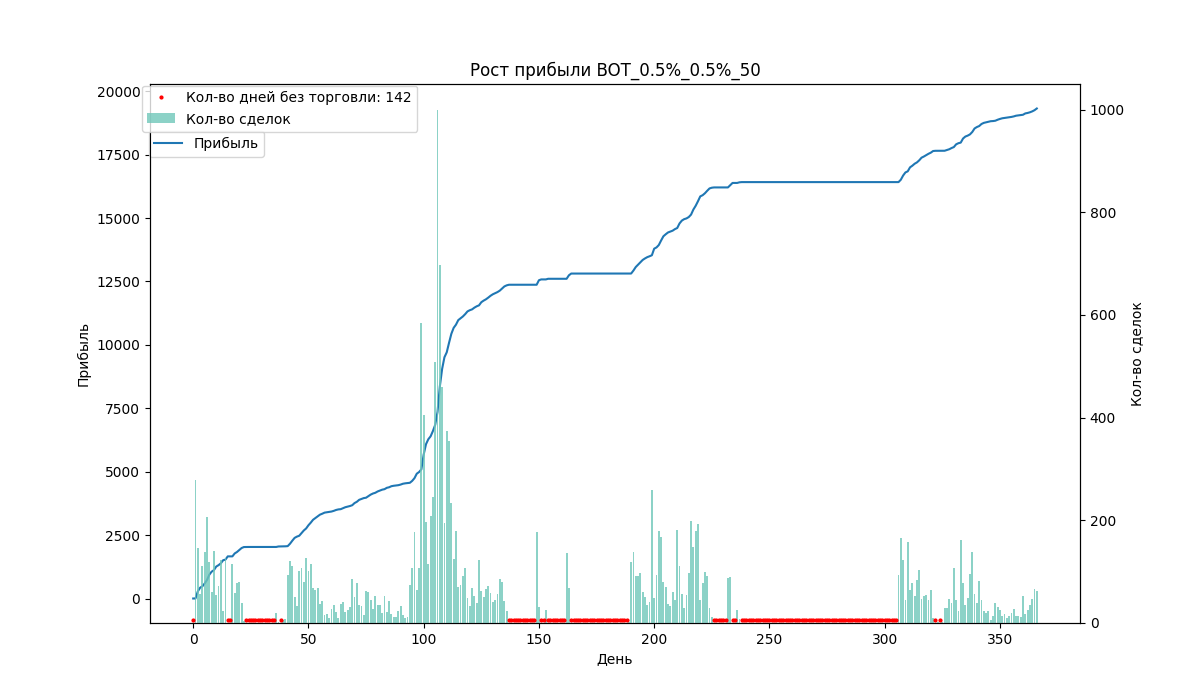 Рост прибыли BOT_0.5%_0.5%_50
Кол-во дней без торговли: 142
Кол-во сделок
Прибыль
20000
17500
15000
12500
10000
7500
5000
2500
0
Прибыль
1000
800
600
400
200
0
Кол-во сделок
0 50 100 150 200 250 300 350
День